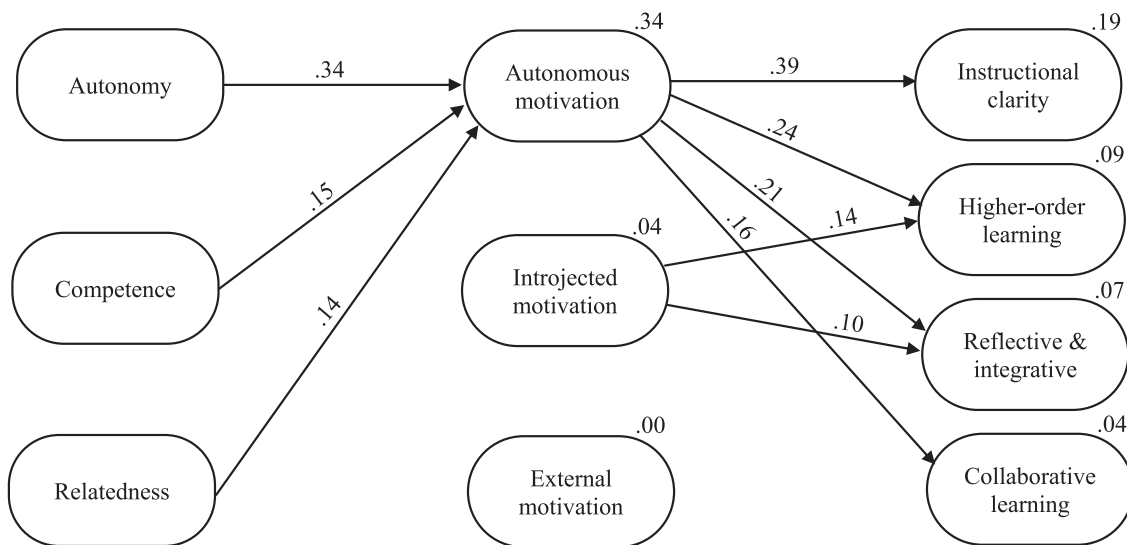 .34
.19
Autonomy
.34
Autonomous
motivation
.39
Instructional
clarity
.24
.09
.15
.21
Higher-order
learning
.04
.14
.16
Competence
Introjected
motivation
.07
.14
.10
Reflective &
integrative
.00
.04
Relatedness
External
motivation
Collaborative
learning